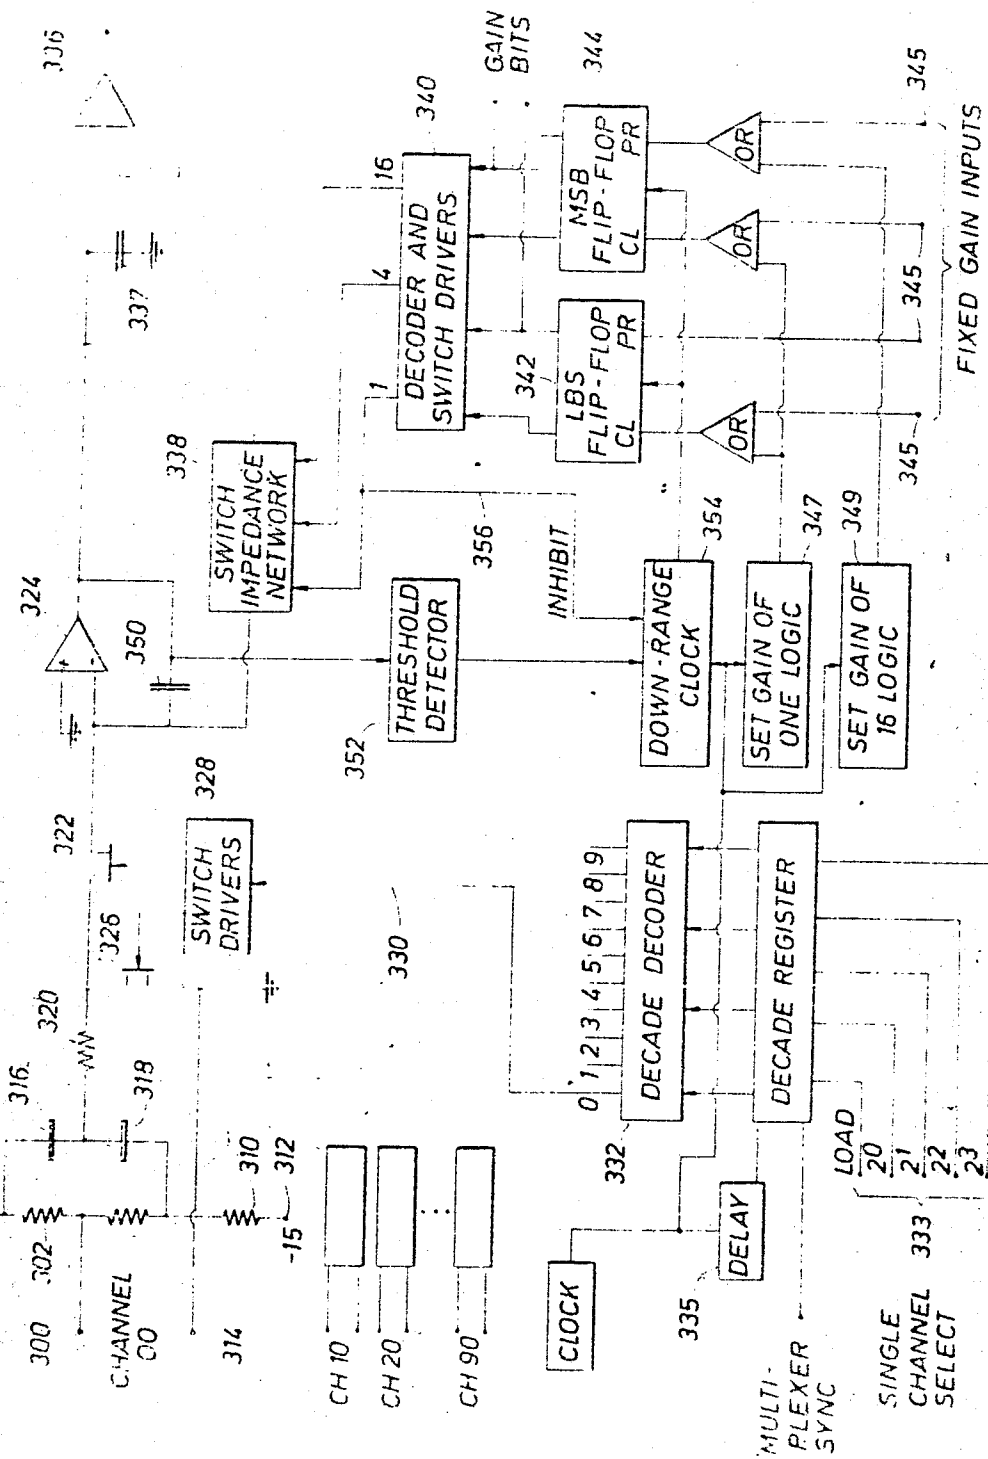 300
302
CHANNEL
00
314
316
318
310
312
-15
320
322
326
SWITCH
DRIVERS
328
330
324
350
337
SWITCH
IMPEDANCE
NETWORK
338
THRESHOLD
DETECTOR
352
356
INHIBIT
1
4
16
DECODER AND
SWITCH DRIVERS
340
GAIN
BITS
342
LBS
FLIP-FLOP
CL
PR
MSB
FLIP-FLOP
CL
PR
344
OR
OR
OR
345
345
345
FIXED GAIN INPUTS
DOWN-RANGE
CLOCK
354
SET GAIN OF
ONE LOGIC
347
SET GAIN OF
16 LOGIC
349
CH 10
CH 20
CH 90
CLOCK
335
DELAY
332
0 1 2 3 4 5 6 7 8 9
DECADE DECODER
DECADE REGISTER
MULTI-
PLEXER
SYNC
SINGLE
CHANNEL
SELECT
333
LOAD
20
21
22
23